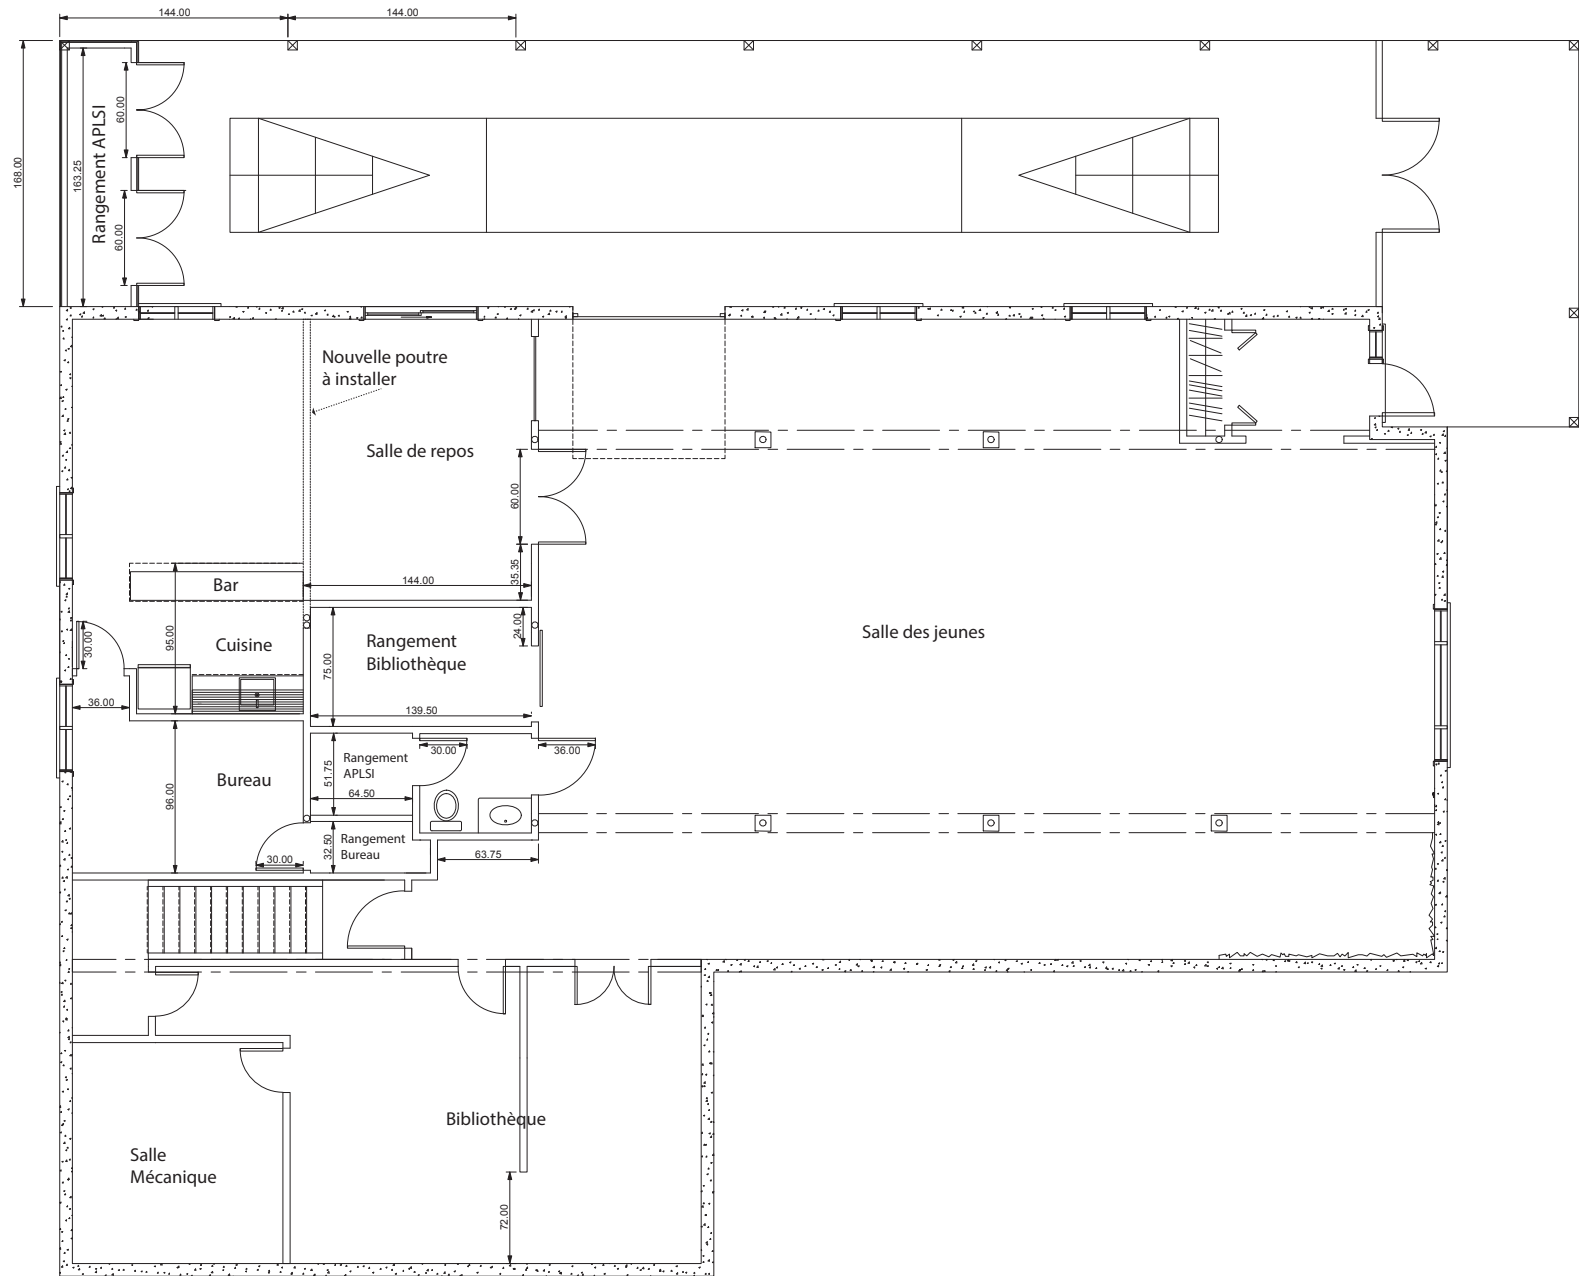 144.00
144.00
168.00
163.25
Rangement APLSI
60.00
60.00
Nouvelle poutre
à installer
Salle de repos
60.00
35.35
144.00
Bar
95.00
Cuisine
30.00
36.00
Rangement
Bibliothèque
75.00
24.00
139.50
Salle des jeunes
Bureau
96.00
Rangement
APLSI
51.75
64.50
30.00
36.00
Rangement
Bureau
32.50
30.00
63.75
Bibliothèque
Salle
Mécanique
72.00